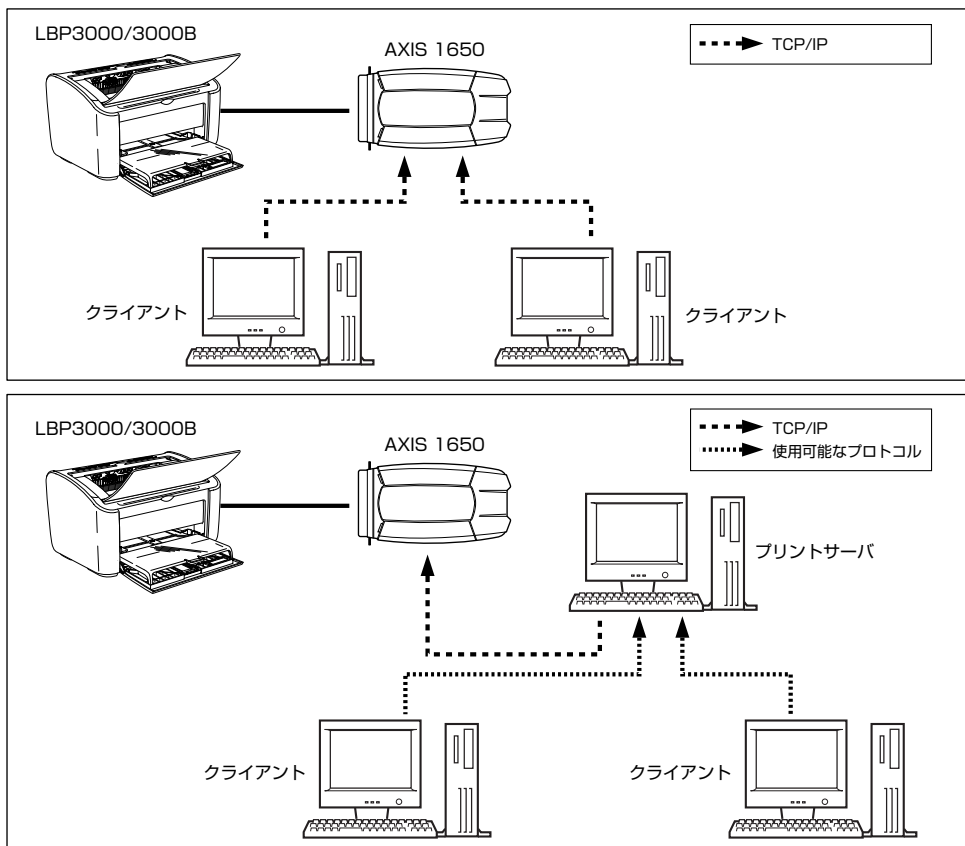 LBP3000/3000B
AXIS 1650
TCP/IP
クライアント
クライアント
LBP3000/3000B
AXIS 1650
TCP/IP
使用可能なプロトコル
プリントサーバ
クライアント
クライアント